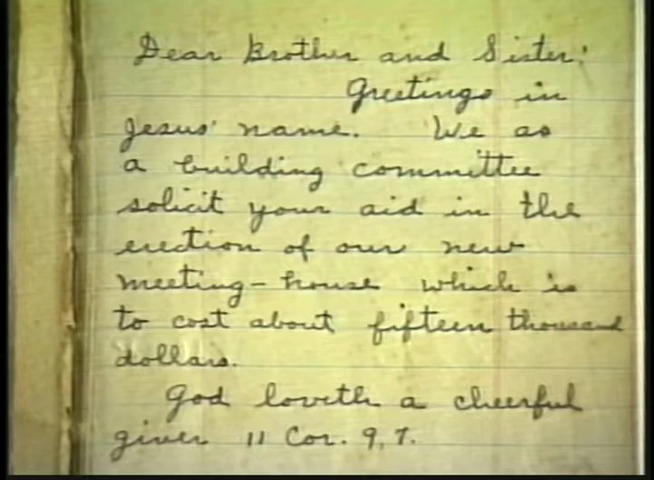 Dear Brother and Sister:
Greetings in
Jesus' name. We as
a building committee
solicit your aid in the
erection of our new
meeting-house which is
to cost about fifteen thousand
dollars.
God loveth a cheerful
giver 11 Cor. 9, 7.